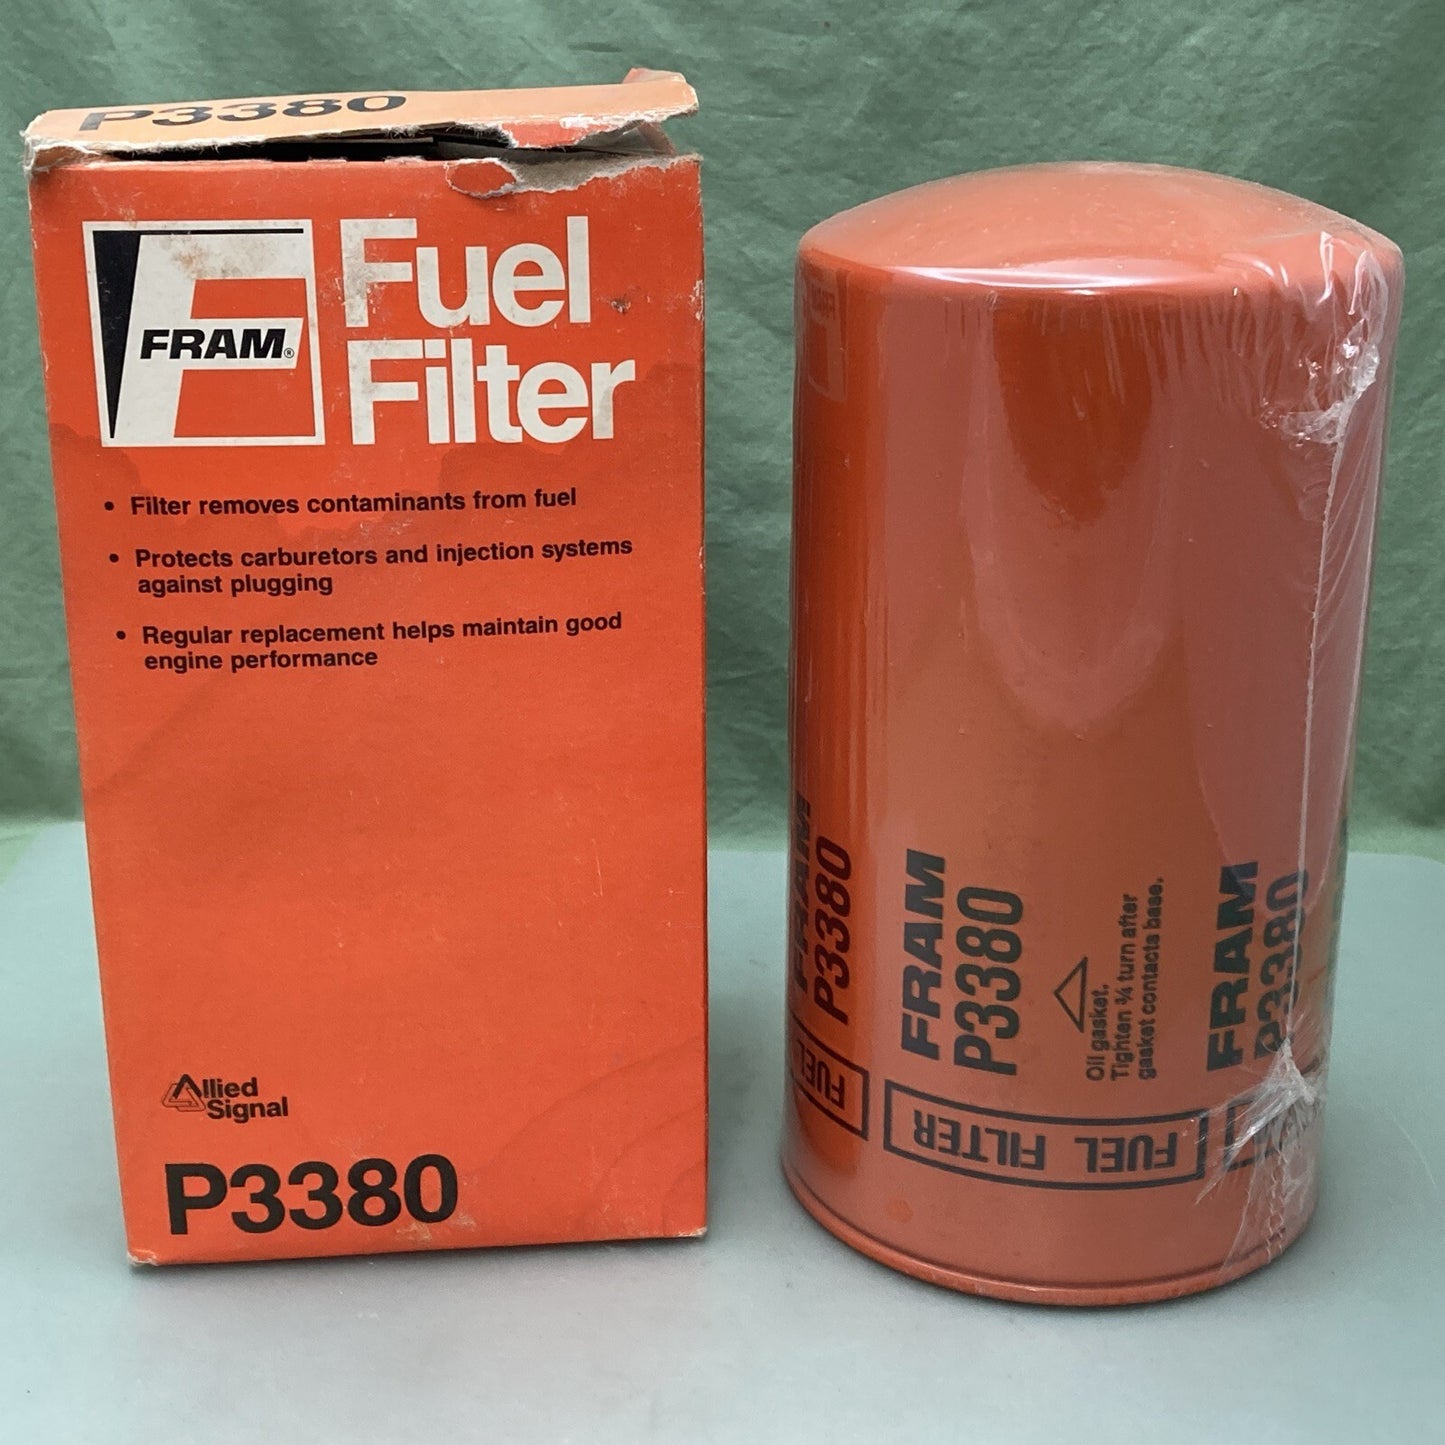 P3380
FRAM®
Fuel
Filter
• Filter removes contaminants from fuel
• Protects carburetors and injection systems
against plugging
• Regular replacement helps maintain good
engine performance
Allied
Signal
P3380
FRAM
P3380
FUEL
FRAM
P3380
Oil gasket.
Tighten ¾ turn after
gasket contacts base.
FUEL FILTER
FRAM
P3380